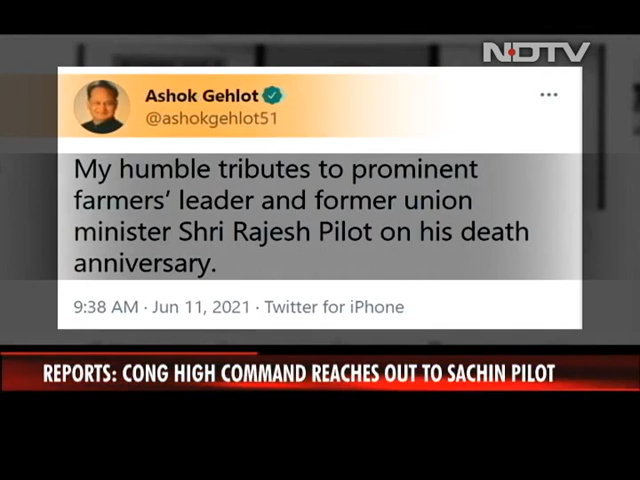 NDTV
Ashok Gehlot
@ashokgehlot51
My humble tributes to prominent
farmers’ leader and former union
minister Shri Rajesh Pilot on his death
anniversary.
9:38 AM · Jun 11, 2021 · Twitter for iPhone
REPORTS: CONG HIGH COMMAND REACHES OUT TO SACHIN PILOT